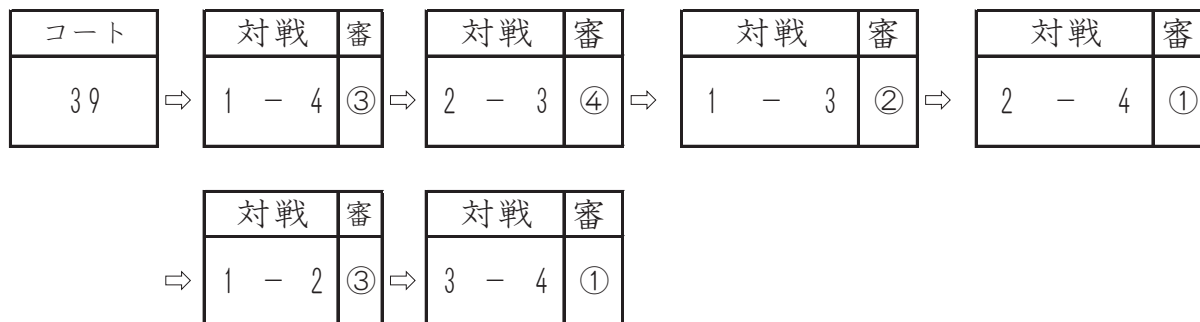 コート 対戦 審 対戦 審 対戦 審 対戦 審
39 ⇨ 1 － 4 ③ ⇨ 2 － 3 ④ ⇨ 1 － 3 ② ⇨ 2 － 4 ①
対戦 審 対戦 審
⇨ 1 － 2 ③ ⇨ 3 － 4 ①